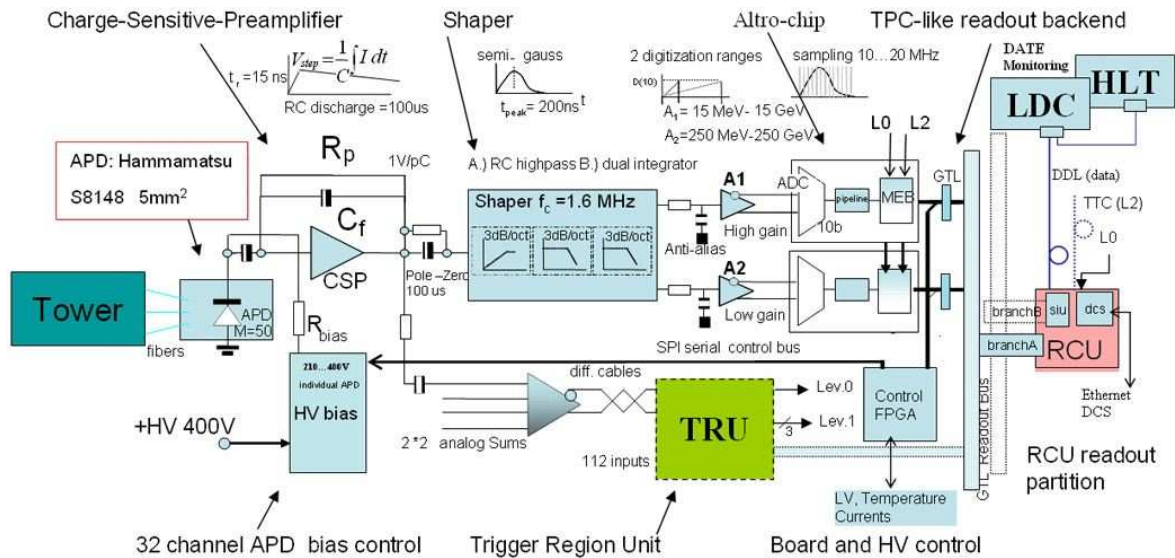 Charge-Sensitive-Preamplifier
Shaper
Altro-chip
TPC-like readout backend
V_step = 1/C ∫ I dt
t_r =15 ns
RC discharge =100us
semi- gauss
t_peak= 200ns t
2 digitization ranges
D(10)
A_1 = 15 MeV- 15 GeV
A_2=250 MeV-250 GeV
sampling 10...20 MHz
DATE
Monitoring
LDC
HLT
L0 L2
APD: Hammamatsu
S8148 5mm²
R_p
1V/pC
C_f
CSP
Pole –Zero
100 us
A.) RC highpass B.) dual integrator
Shaper f_c =1.6 MHz
3dB/oct
3dB/oct
3dB/oct
Anti-alias
A1
High gain
A2
Low gain
ADC
10b
pipeline
MEB
GTL
DDL (data)
TTC (L2)
L0
Tower
fibers
APD
M=50
R_bias
branchB
siu
dcs
branchA
RCU
Ethernet
DCS
SPI serial control bus
210...400V
individual APD
HV bias
+HV 400V
diff. cables
2 *2
analog Sums
TRU
112 inputs
Lev.0
Lev.1
3
Control
FPGA
LV, Temperature
Currents
GTL Readout Bus
RCU readout
partition
32 channel APD bias control
Trigger Region Unit
Board and HV control